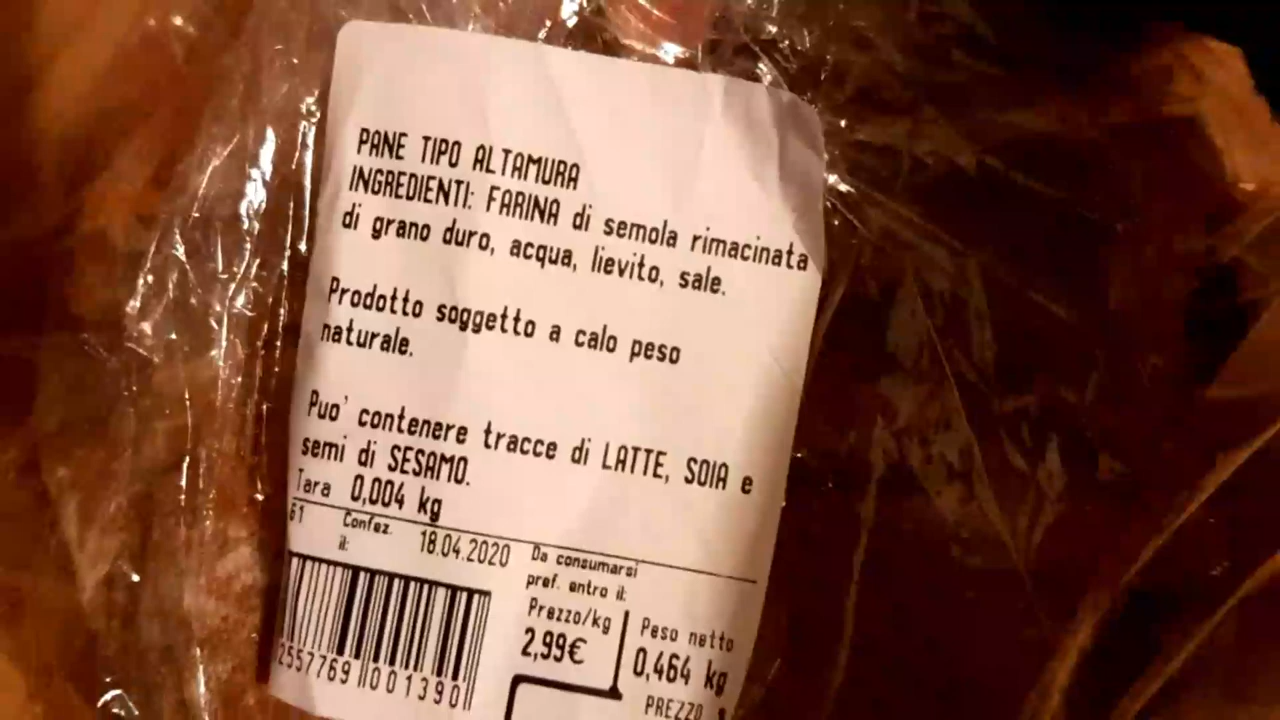 PANE TIPO ALTAMURA
INGREDIENTI: FARINA di semola rimacinata
di grano duro, acqua, lievito, sale.
Prodotto soggetto a calo peso
naturale.
Puo' contenere tracce di LATTE, SOIA e
semi di SESAMO.
Tara 0,004 kg
61 Confez. il: 18.04.2020 Da consumarsi
pref. entro il:
Prezzo/kg Peso netto
2,99€ 0,464 kg
PREZZO
2557769 001390